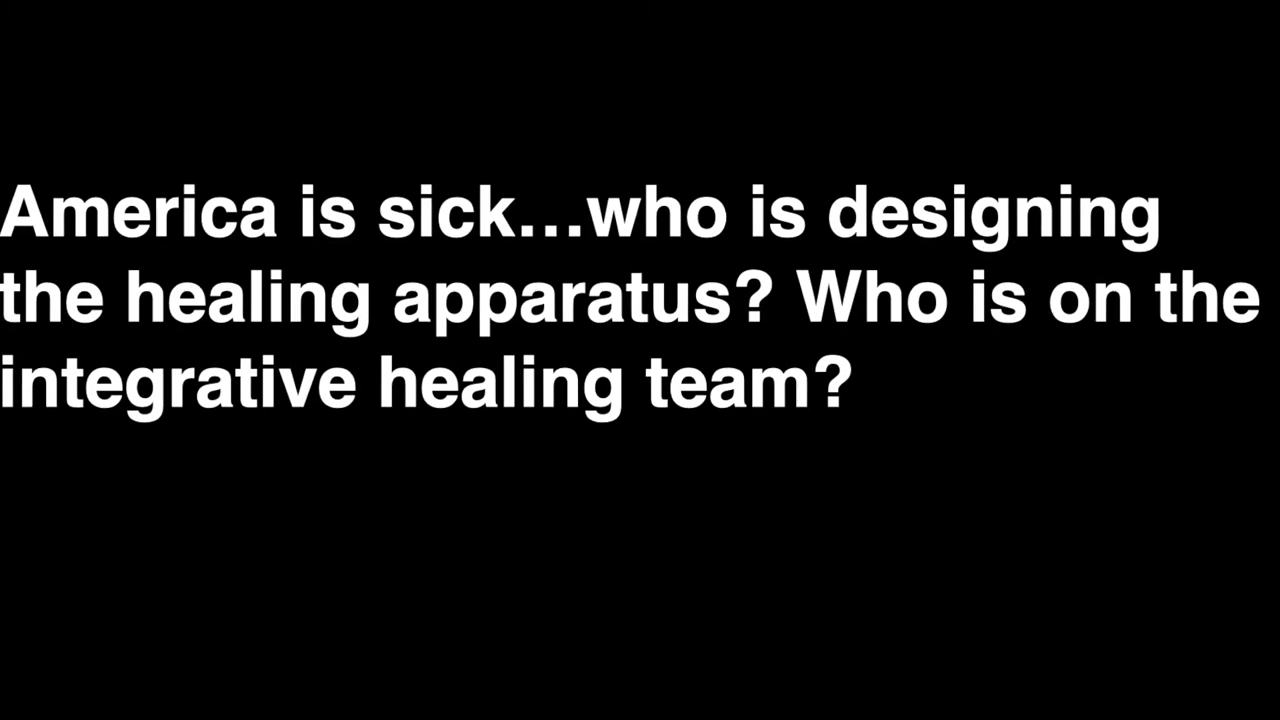 America is sick...who is designing
the healing apparatus? Who is on the
integrative healing team?